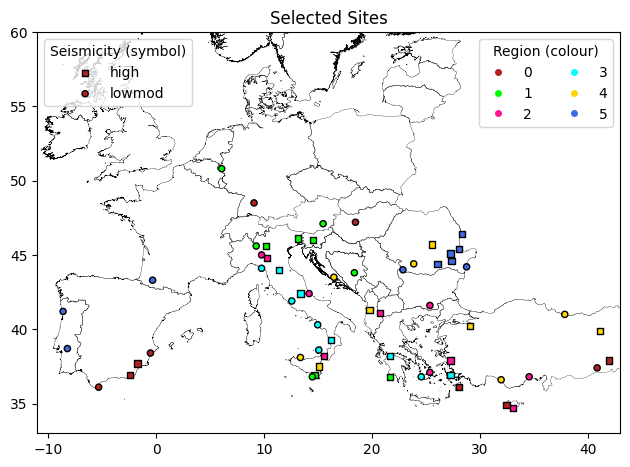 Selected Sites
Seismicity (symbol)
high
lowmod
Region (colour)
0 3
1 4
2 5
60
55
50
45
40
35
−10 0 10 20 30 40